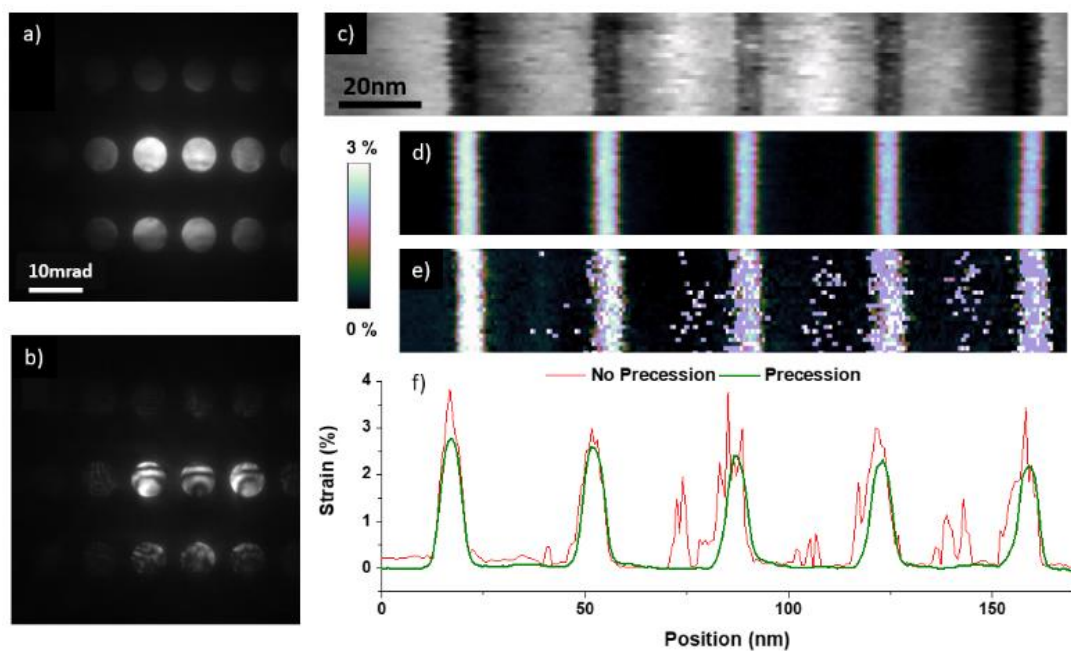 a)
10mrad
b)
c)
20nm
3 %
0 %
d)
e)
f)
No Precession
Precession
4
3
2
1
0
Strain (%)
0
50
100
150
Position (nm)